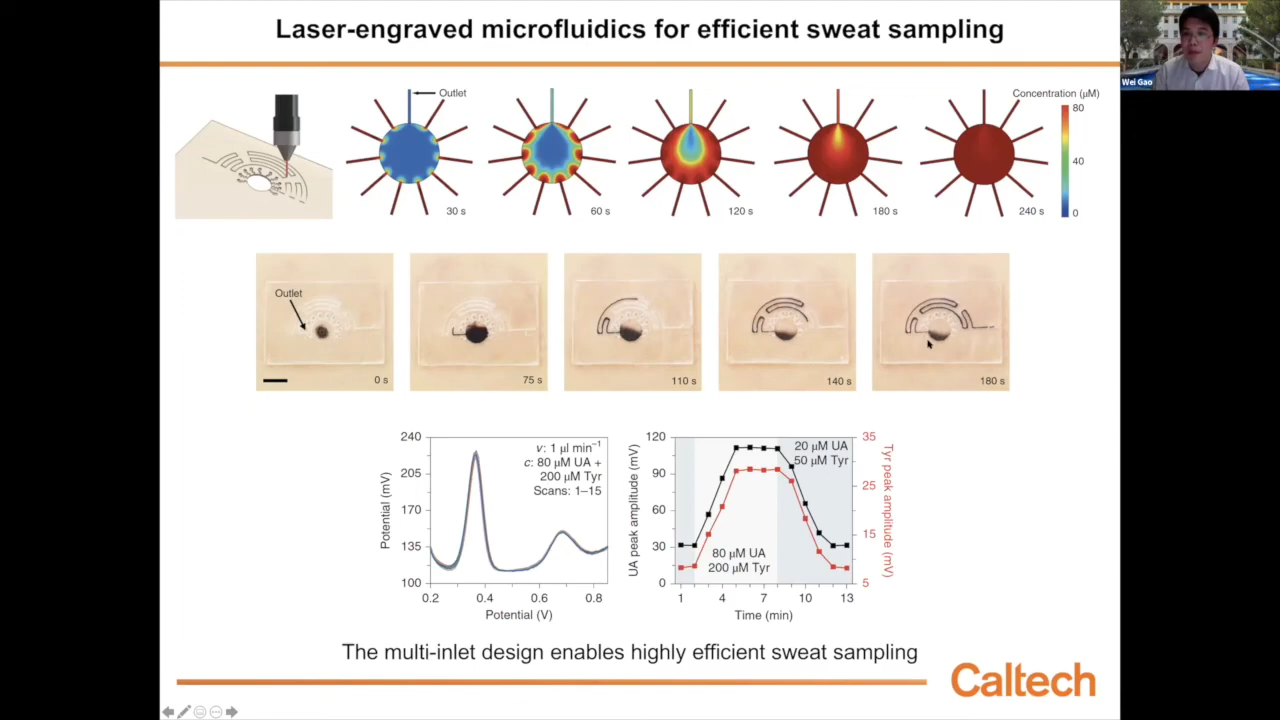 Laser-engraved microfluidics for efficient sweat sampling
Wei Gao
Outlet
Concentration (μM)
80
40
0
30 s
60 s
120 s
180 s
240 s
Outlet
0 s
75 s
110 s
140 s
180 s
240
205
170
135
100
Potential (mV)
v: 1 μl min⁻¹
c: 80 μM UA +
200 μM Tyr
Scans: 1–15
0.2
0.4
0.6
0.8
Potential (V)
120
90
60
30
0
UA peak amplitude (mV)
20 μM UA
50 μM Tyr
80 μM UA
200 μM Tyr
35
25
15
5
Tyr peak amplitude (mV)
1
4
7
10
13
Time (min)
The multi-inlet design enables highly efficient sweat sampling
Caltech